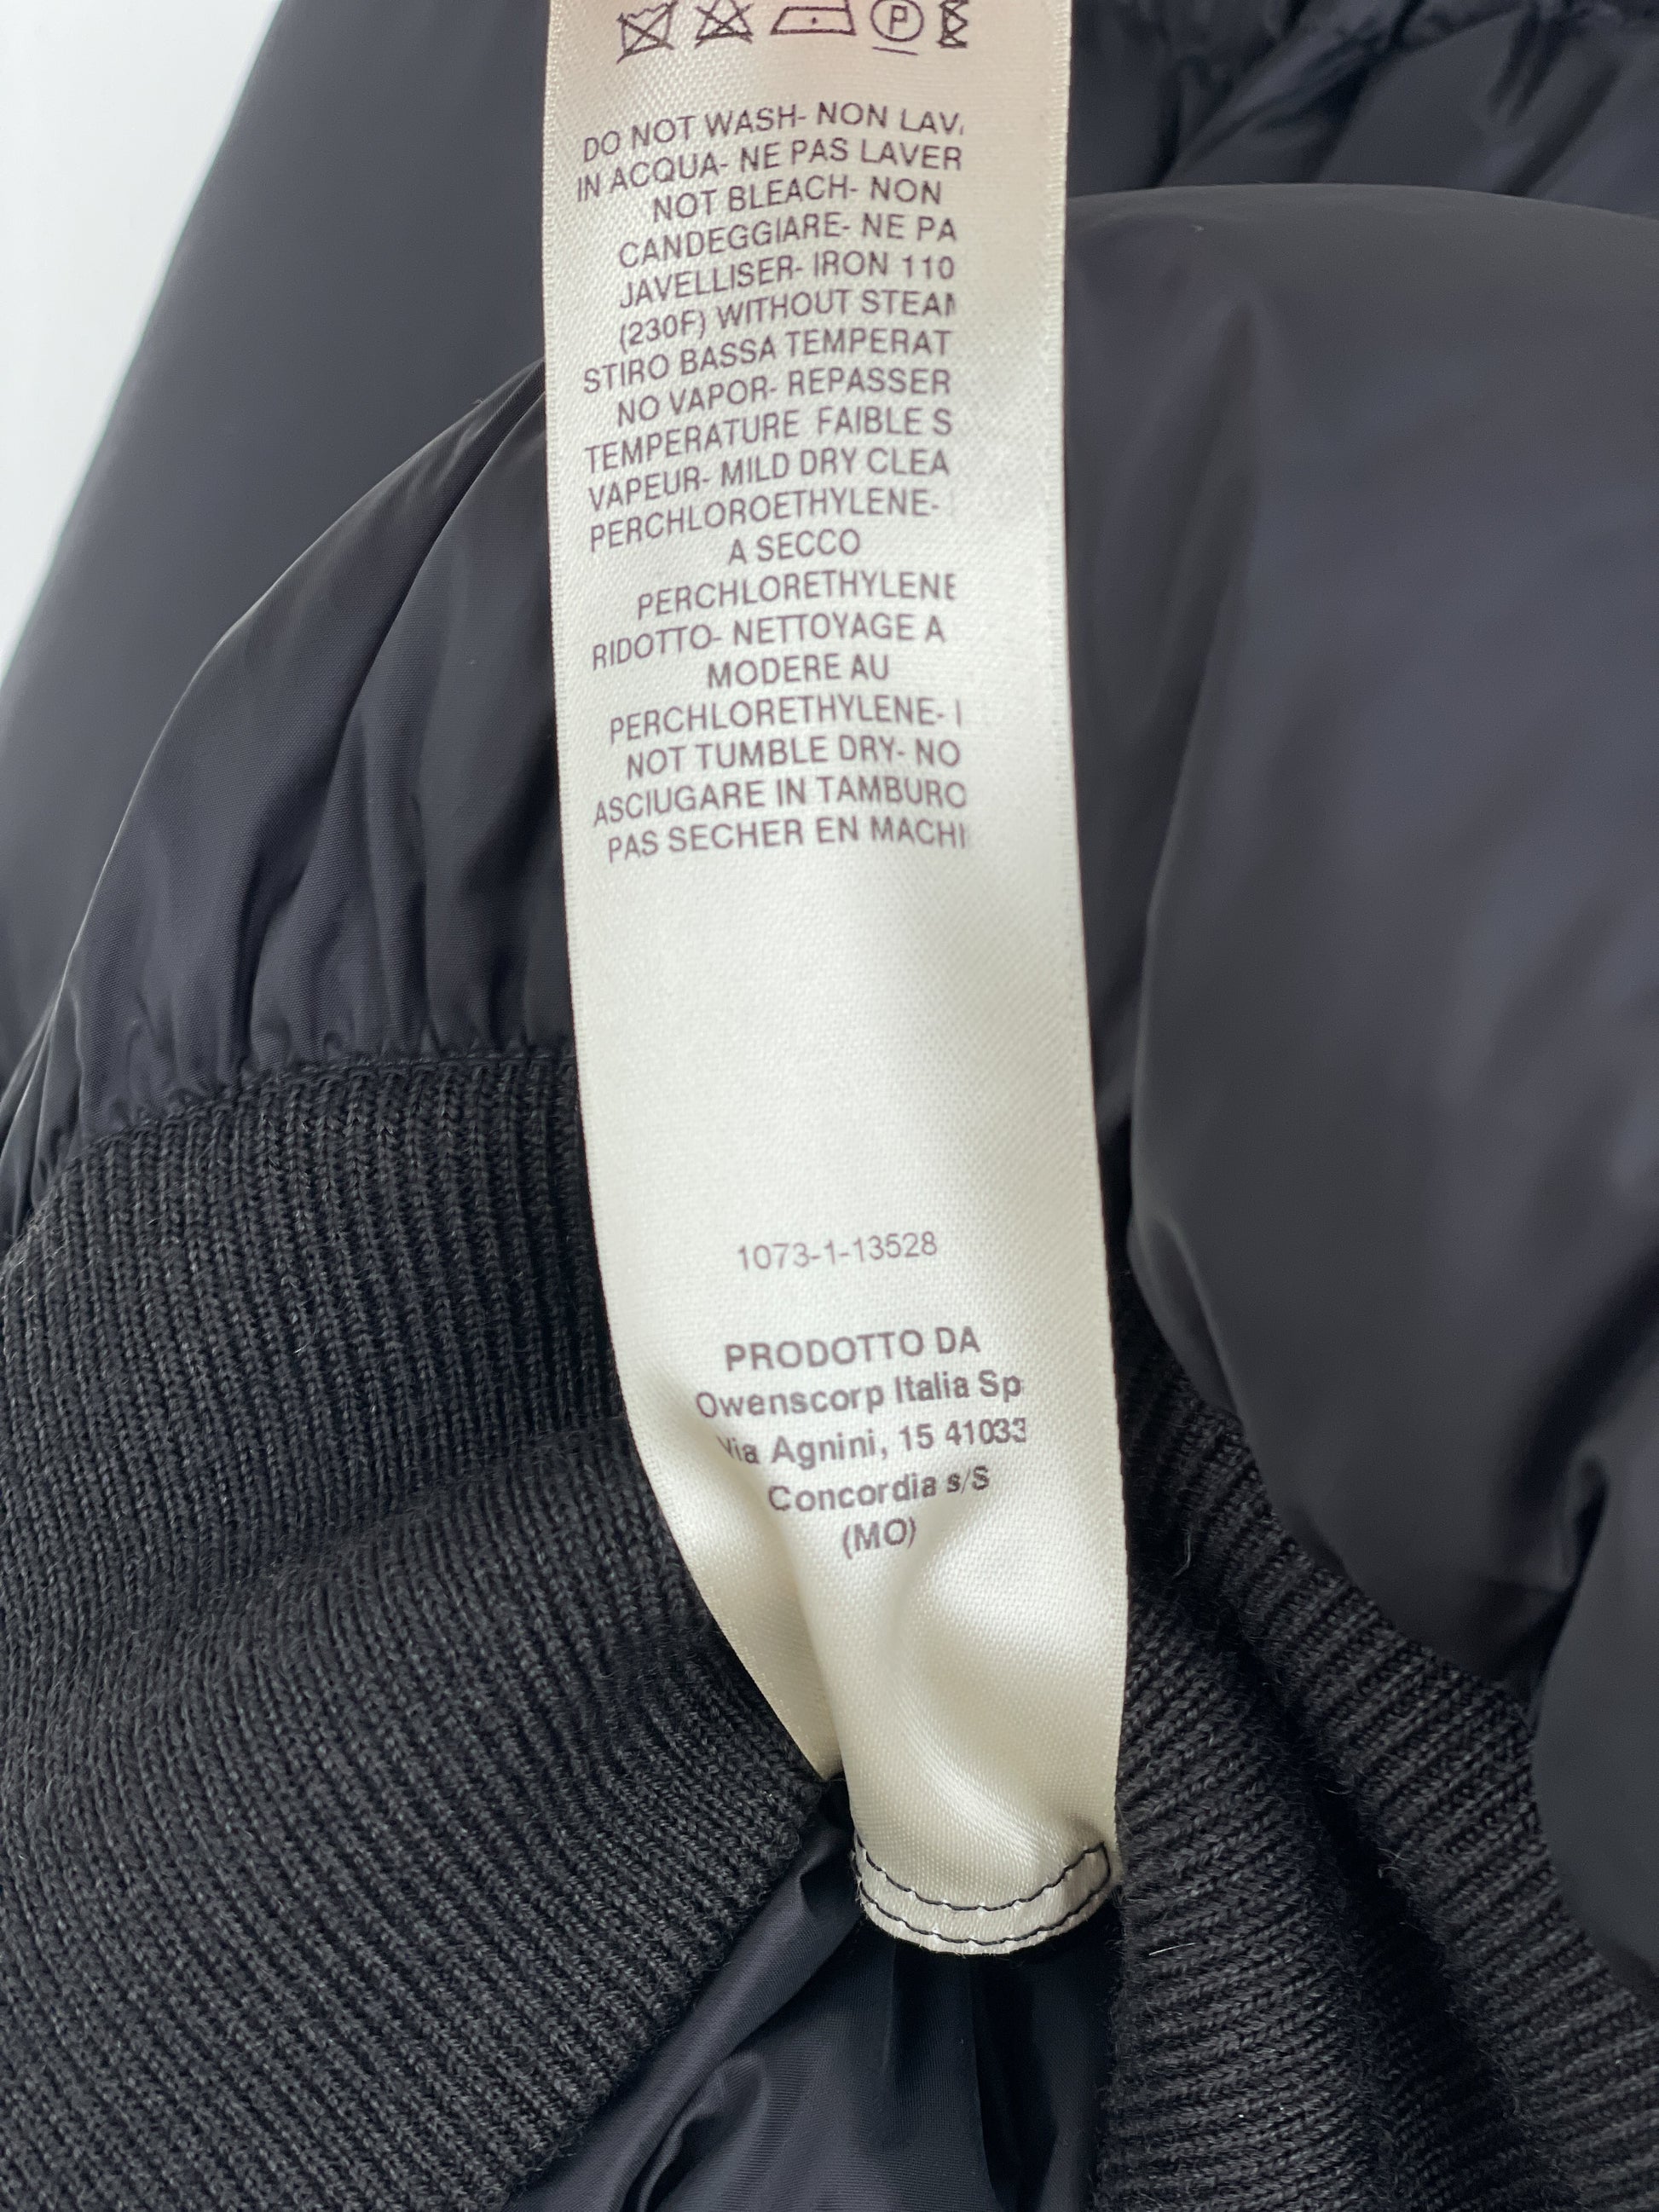 DO NOT WASH- NON LAV
IN ACQUA- NE PAS LAVER
NOT BLEACH- NON
CANDEGGIARE- NE PA
JAVELLISER- IRON 110
(230F) WITHOUT STEAM
STIRO BASSA TEMPERAT
NO VAPOR- REPASSER
TEMPERATURE FAIBLE S
VAPEUR- MILD DRY CLEA
PERCHLOROETHYLENE-
A SECCO
PERCHLORETHYLENE
RIDOTTO- NETTOYAGE A
MODERE AU
PERCHLORETHYLENE-
NOT TUMBLE DRY- NO
ASCIUGARE IN TAMBURO
PAS SECHER EN MACHI
1073-1-13528
PRODOTTO DA
Owenscorp Italia Sp
Via Agnini, 15 41033
Concordia s/S
(MO)